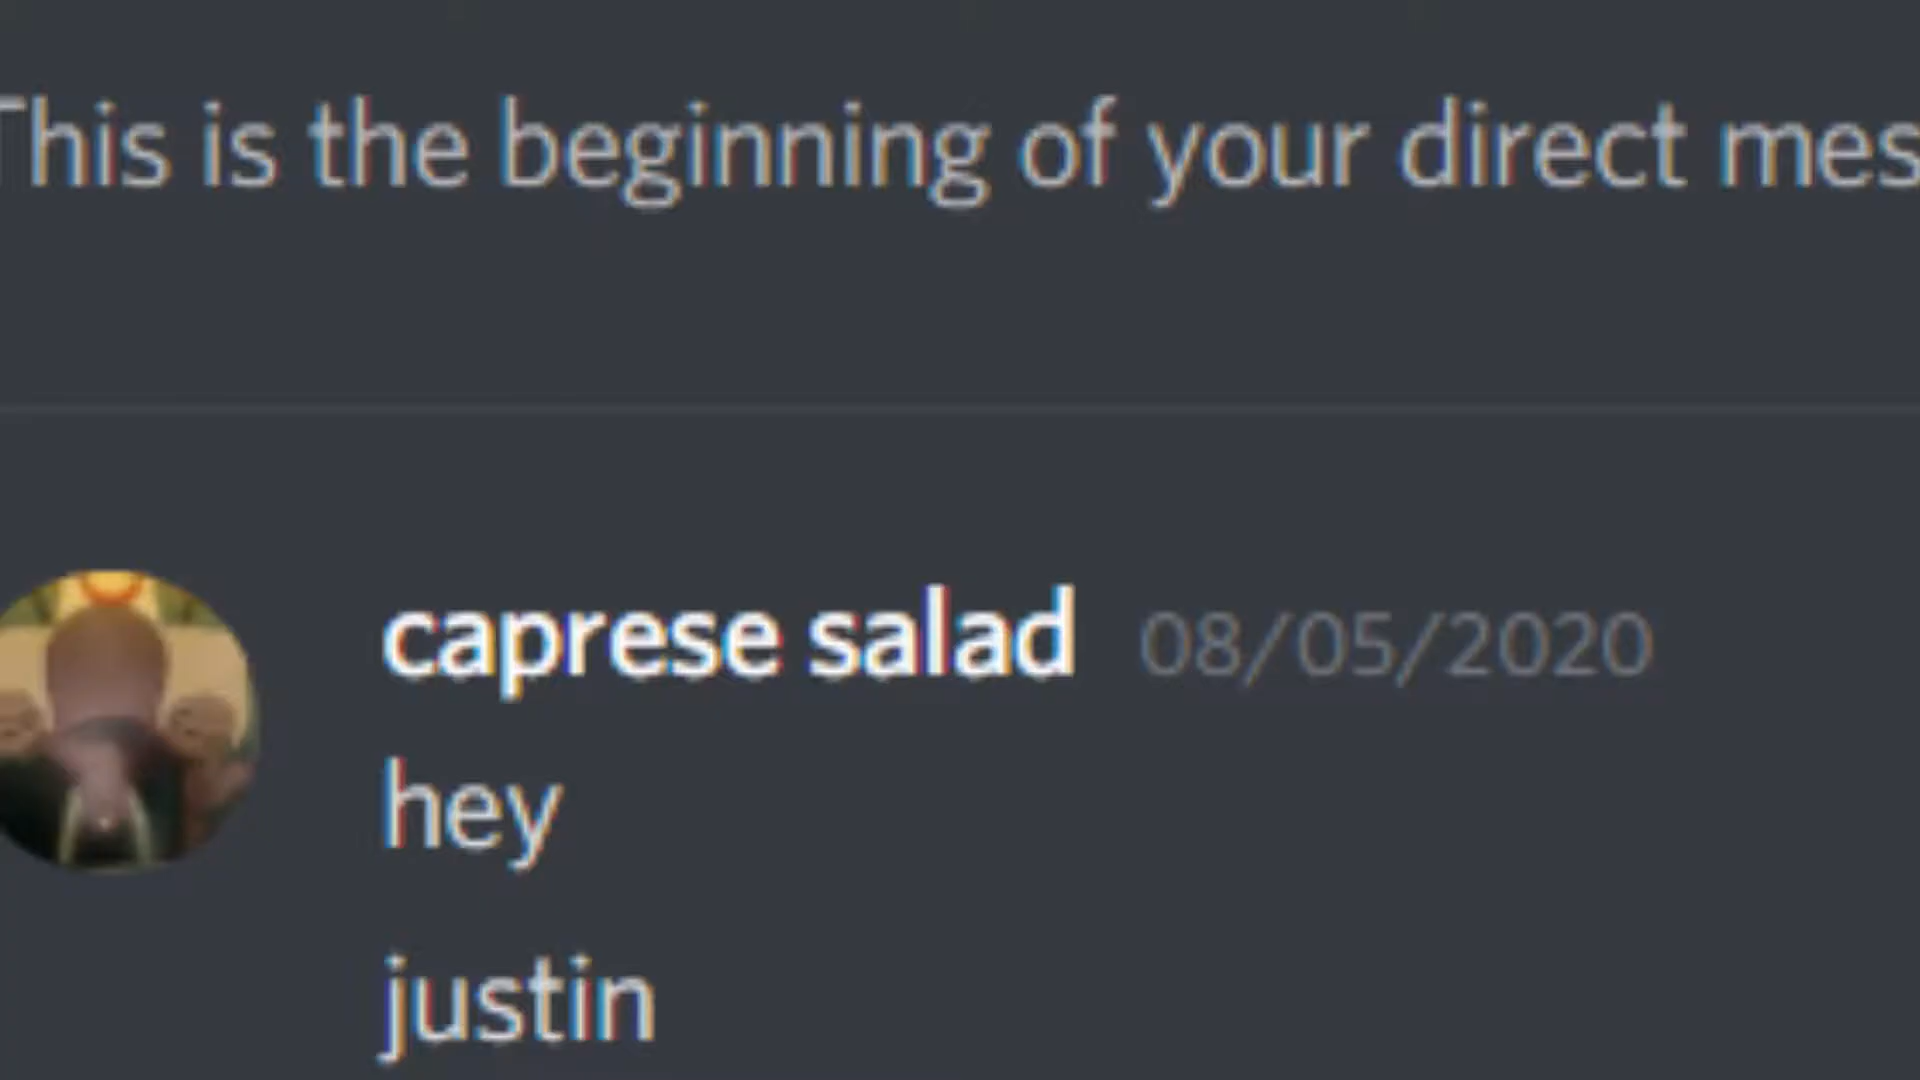 This is the beginning of your direct mes
caprese salad 08/05/2020
hey
justin